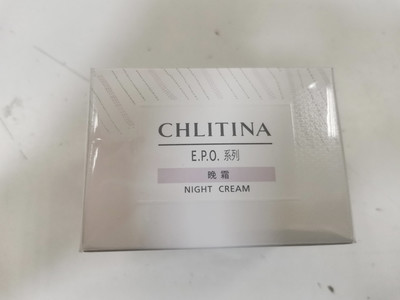 CHLITINA
E.P.O. 系列
晚霜
NIGHT CREAM